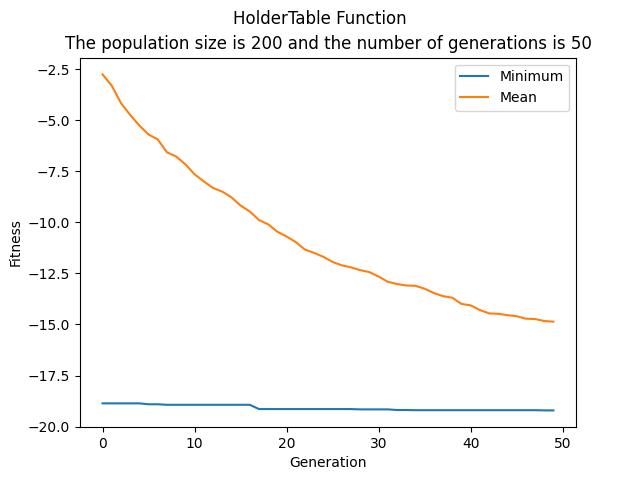 HolderTable Function
The population size is 200 and the number of generations is 50
Minimum
Mean
−2.5
−5.0
−7.5
−10.0
−12.5
−15.0
−17.5
−20.0
Fitness
0
10
20
30
40
50
Generation